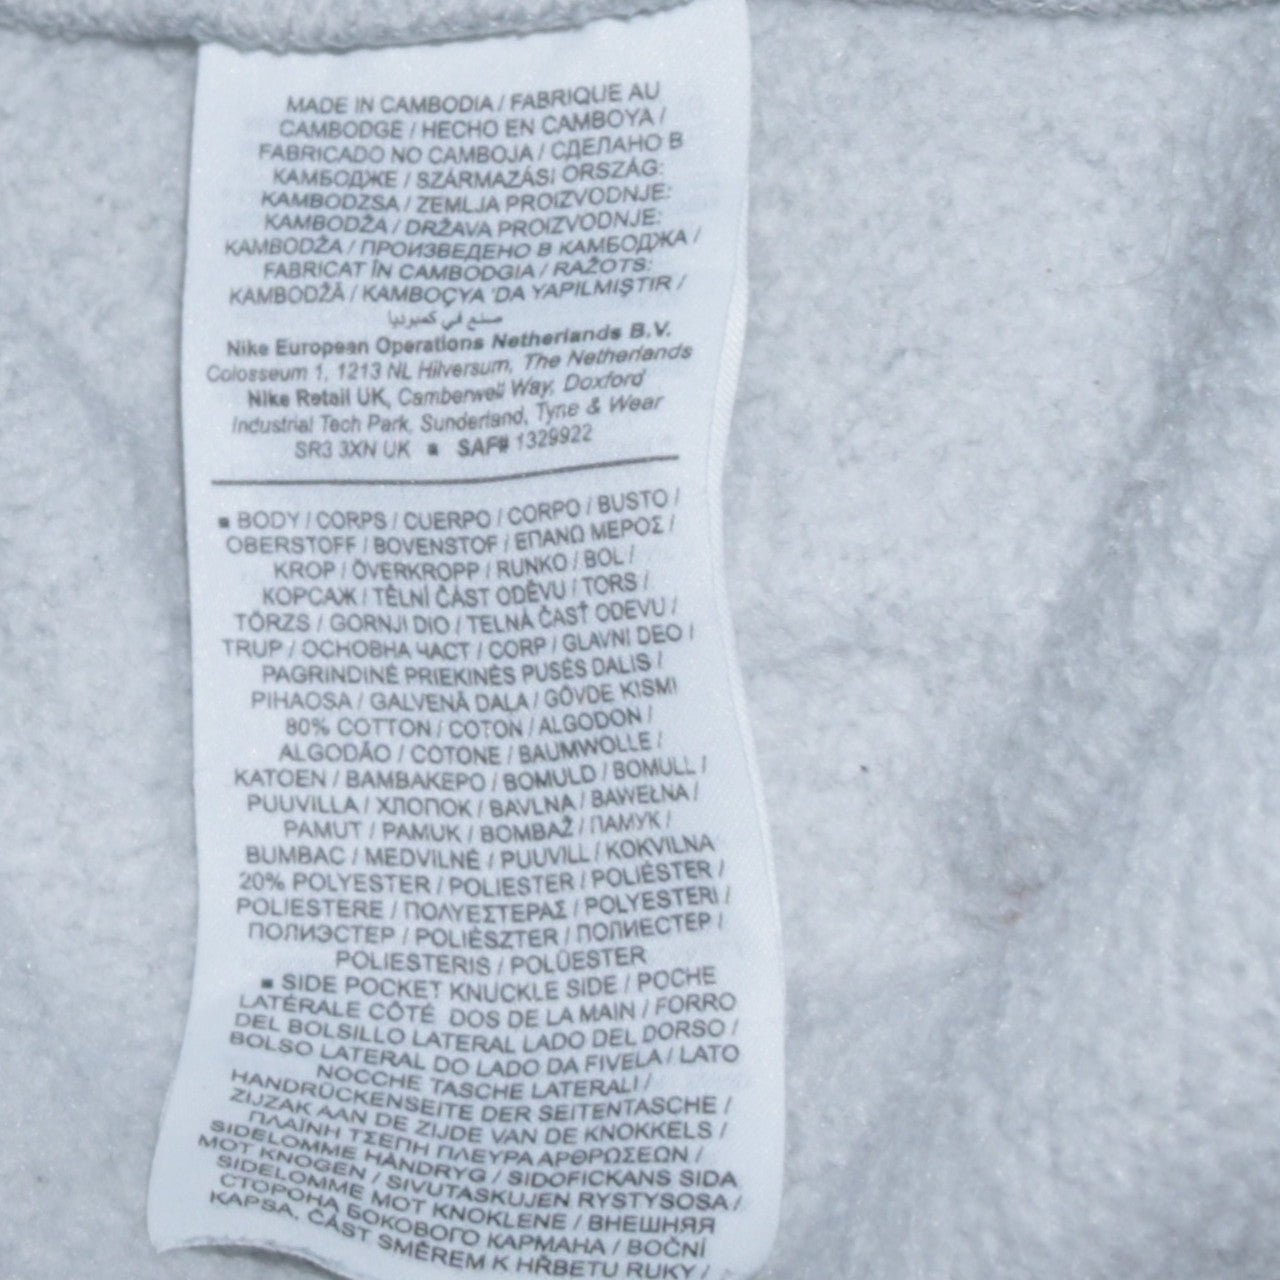 MADE IN CAMBODIA / FABRIQUE AU
CAMBODGE / HECHO EN CAMBOYA /
FABRICADO NO CAMBOJA / СДЕЛАНО В
КАМБОДЖЕ / SZÁRMAZÁSI ORSZÁG:
KAMBODZSA / ZEMLJA PROIZVODNJE:
KAMBODŽA / DRŽAVA PROIZVODNJE:
KAMBODŽA / ПРОИЗВЕДЕНО В КАМБОДЖА /
FABRICAT ÎN CAMBODGIA / RAŽOTS:
KAMBODŽĀ / KAMBOÇYA 'DA YAPILMIŞTIR /
صنع في كمبوديا
Nike European Operations Netherlands B.V.
Colosseum 1, 1213 NL Hilversum, The Netherlands
Nike Retail UK, Camberwell Way, Doxford
Industrial Tech Park, Sunderland, Tyne & Wear
SR3 3XN UK ■ SAF# 1329922
■ BODY / CORPS / CUERPO / CORPO / BUSTO /
OBERSTOFF / BOVENSTOF / ΕΠΑΝΩ ΜΕΡΟΣ /
KROP / ÖVERKROPP / RUNKO / BOL /
КОРСАЖ / TĚLNÍ ČÁST ODĚVU / TORS /
TÖRZS / GORNJI DIO / TELNÁ ČASŤ ODEVU /
TRUP / ОСНОВНА ЧАСТ / CORP / GLAVNI DEO /
PAGRINDINĖ PRIEKINĖS PUSĖS DALIS /
PIHAOSA / GALVENĀ DAĻA / GÖVDE KISMI
80% COTTON / COTON / ALGODON /
ALGODÃO / COTONE / BAUMWOLLE /
KATOEN / ΒΑΜΒΑΚΕΡΟ / BOMULD / BOMULL /
PUUVILLA / ХЛОПОК / BAVLNA / BAWEŁNA /
PAMUT / PAMUK / BOMBAŽ / ПАМУК /
BUMBAC / MEDVILNĖ / PUUVILL / KOKVILNA
20% POLYESTER / POLIESTER / POLIÉSTER /
POLIESTERE / ΠΟΛΥΕΣΤΕΡΑΣ / POLYESTERI /
ПОЛИЭСТЕР / POLIÉSZTER / ПОЛИЕСТЕР /
POLIESTERIS / POLÜESTER
■ SIDE POCKET KNUCKLE SIDE / POCHE
LATÉRALE CÔTÉ DOS DE LA MAIN / FORRO
DEL BOLSILLO LATERAL LADO DEL DORSO /
BOLSO LATERAL DO LADO DA FIVELA / LATO
NOCCHE TASCHE LATERALI /
HANDRÜCKENSEITE DER SEITENTASCHE /
ZIJZAK AAN DE ZIJDE VAN DE KNOKKELS /
ΠΛΑΪΝΗ ΤΣΕΠΗ ΠΛΕΥΡΑ ΑΡΘΡΩΣΕΩΝ /
SIDELOMME HÅNDRYG / SIDOFICKANS SIDA
MOT KNOGEN / SIVUTASKUJEN RYSTYSOSA /
SIDELOMME MOT KNOKLENE / ВНЕШНЯЯ
СТОРОНА БОКОВОГО КАРМАНА / BOČNÍ
KAPSA, ČÁST SMĚREM K HŘBETU RUKY /